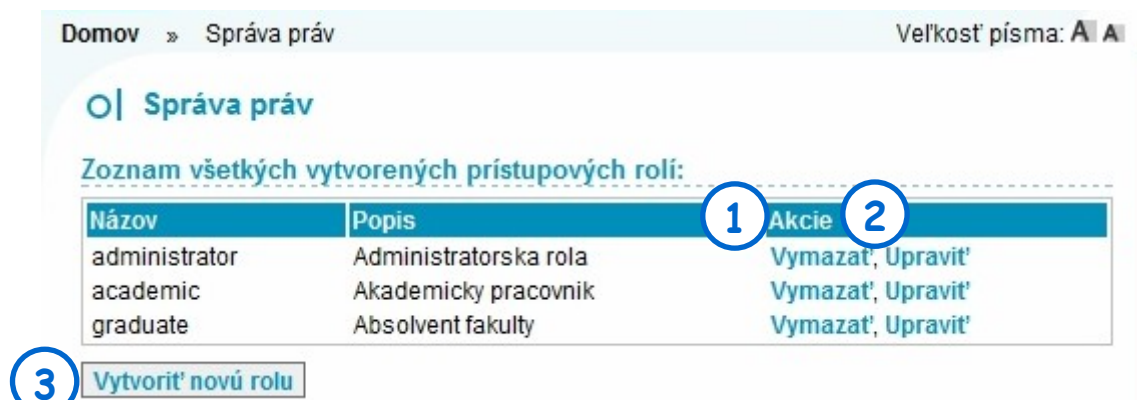 Domov » Správa práv Veľkosť písma: A A
Správa práv
Zoznam všetkých vytvorených prístupových rolí:
Názov Popis 1 Akcie 2
administrator Administratorska rola Vymazať, Upraviť
academic Akademicky pracovnik Vymazať, Upraviť
graduate Absolvent fakulty Vymazať, Upraviť
3 Vytvoriť novú rolu